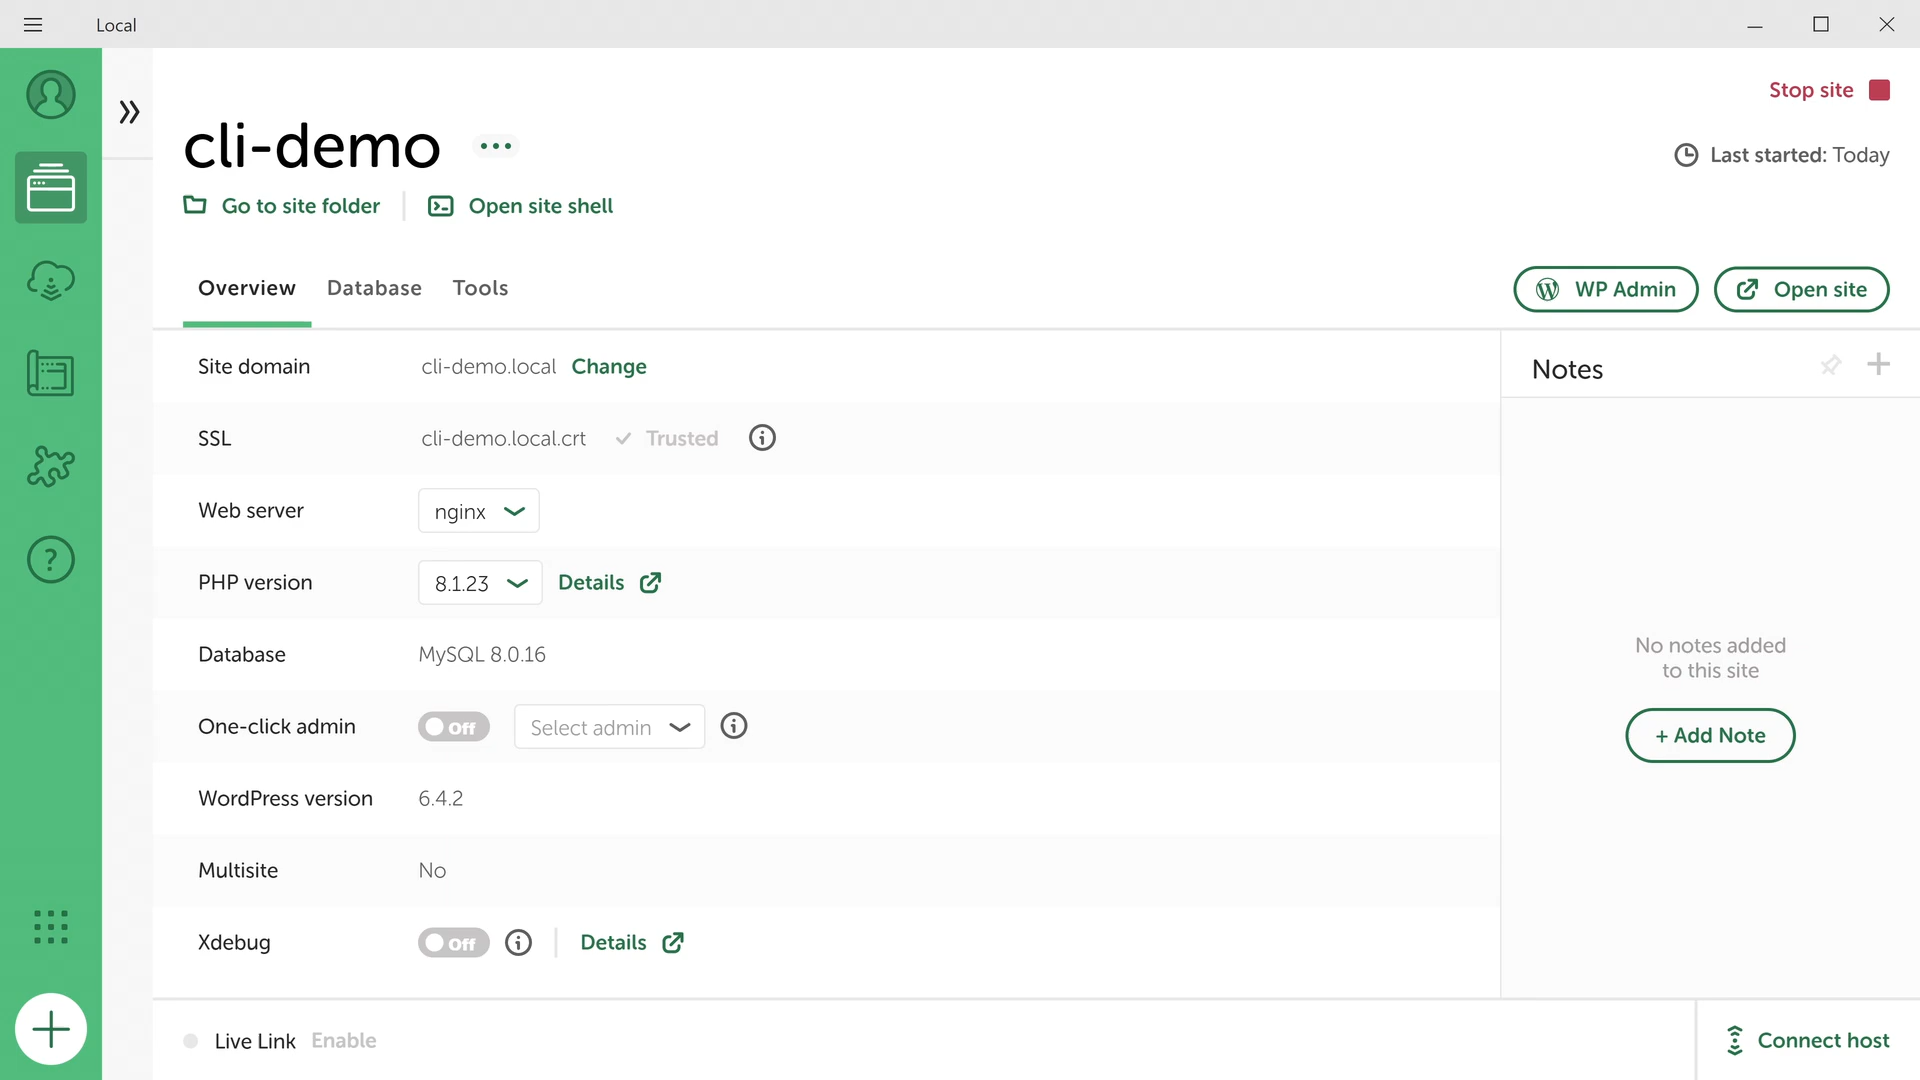 Local
Stop site
cli-demo
Last started: Today
Go to site folder
Open site shell
Overview Database Tools
WP Admin
Open site
Site domain cli-demo.local Change
Notes
SSL cli-demo.local.crt Trusted
Web server nginx
PHP version 8.1.23 Details
Database MySQL 8.0.16
No notes added
to this site
One-click admin Off Select admin
+ Add Note
WordPress version 6.4.2
Multisite No
Xdebug Off Details
Live Link Enable
Connect host